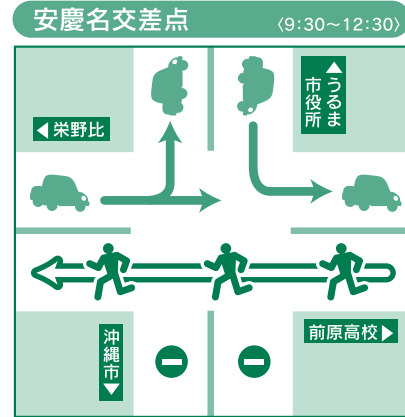 安慶名交差点
〈9:30～12:30〉
▲うるま
市役所
◀栄野比
沖縄市▼
前原高校▶